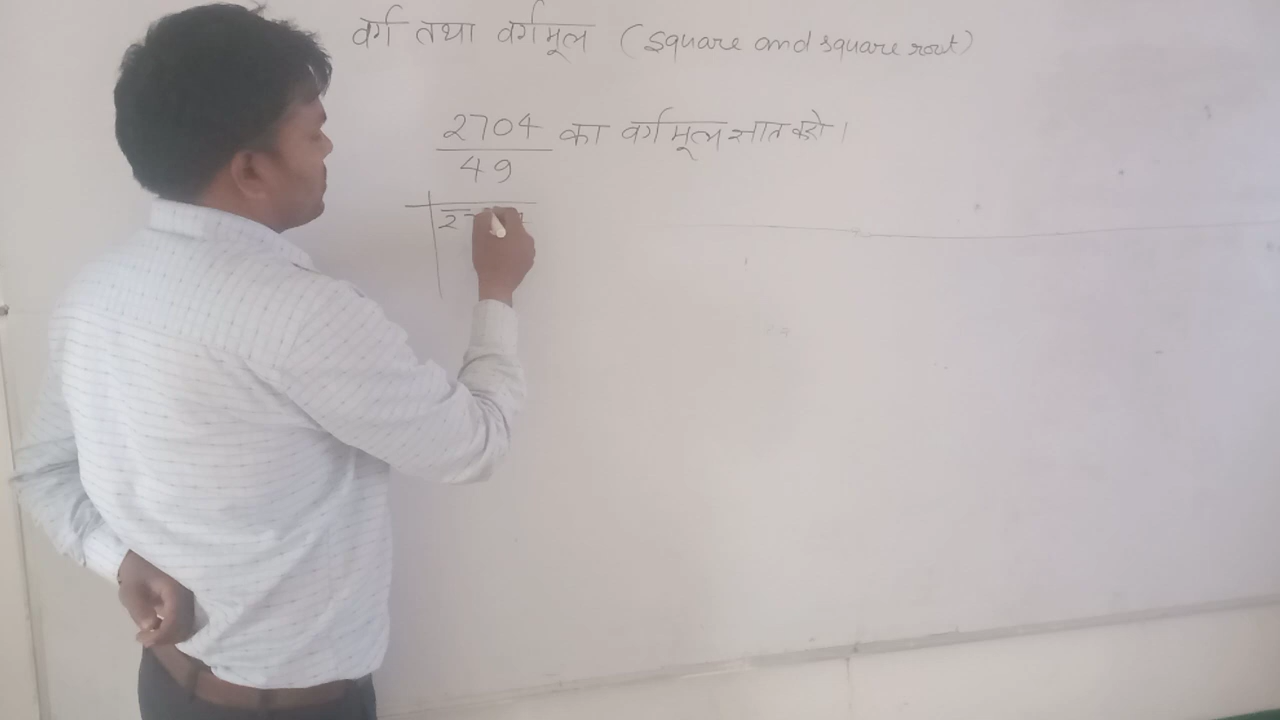 वर्ग तथा वर्गमूल (square and square root)
2704 का वर्गमूल ज्ञात करो।
49